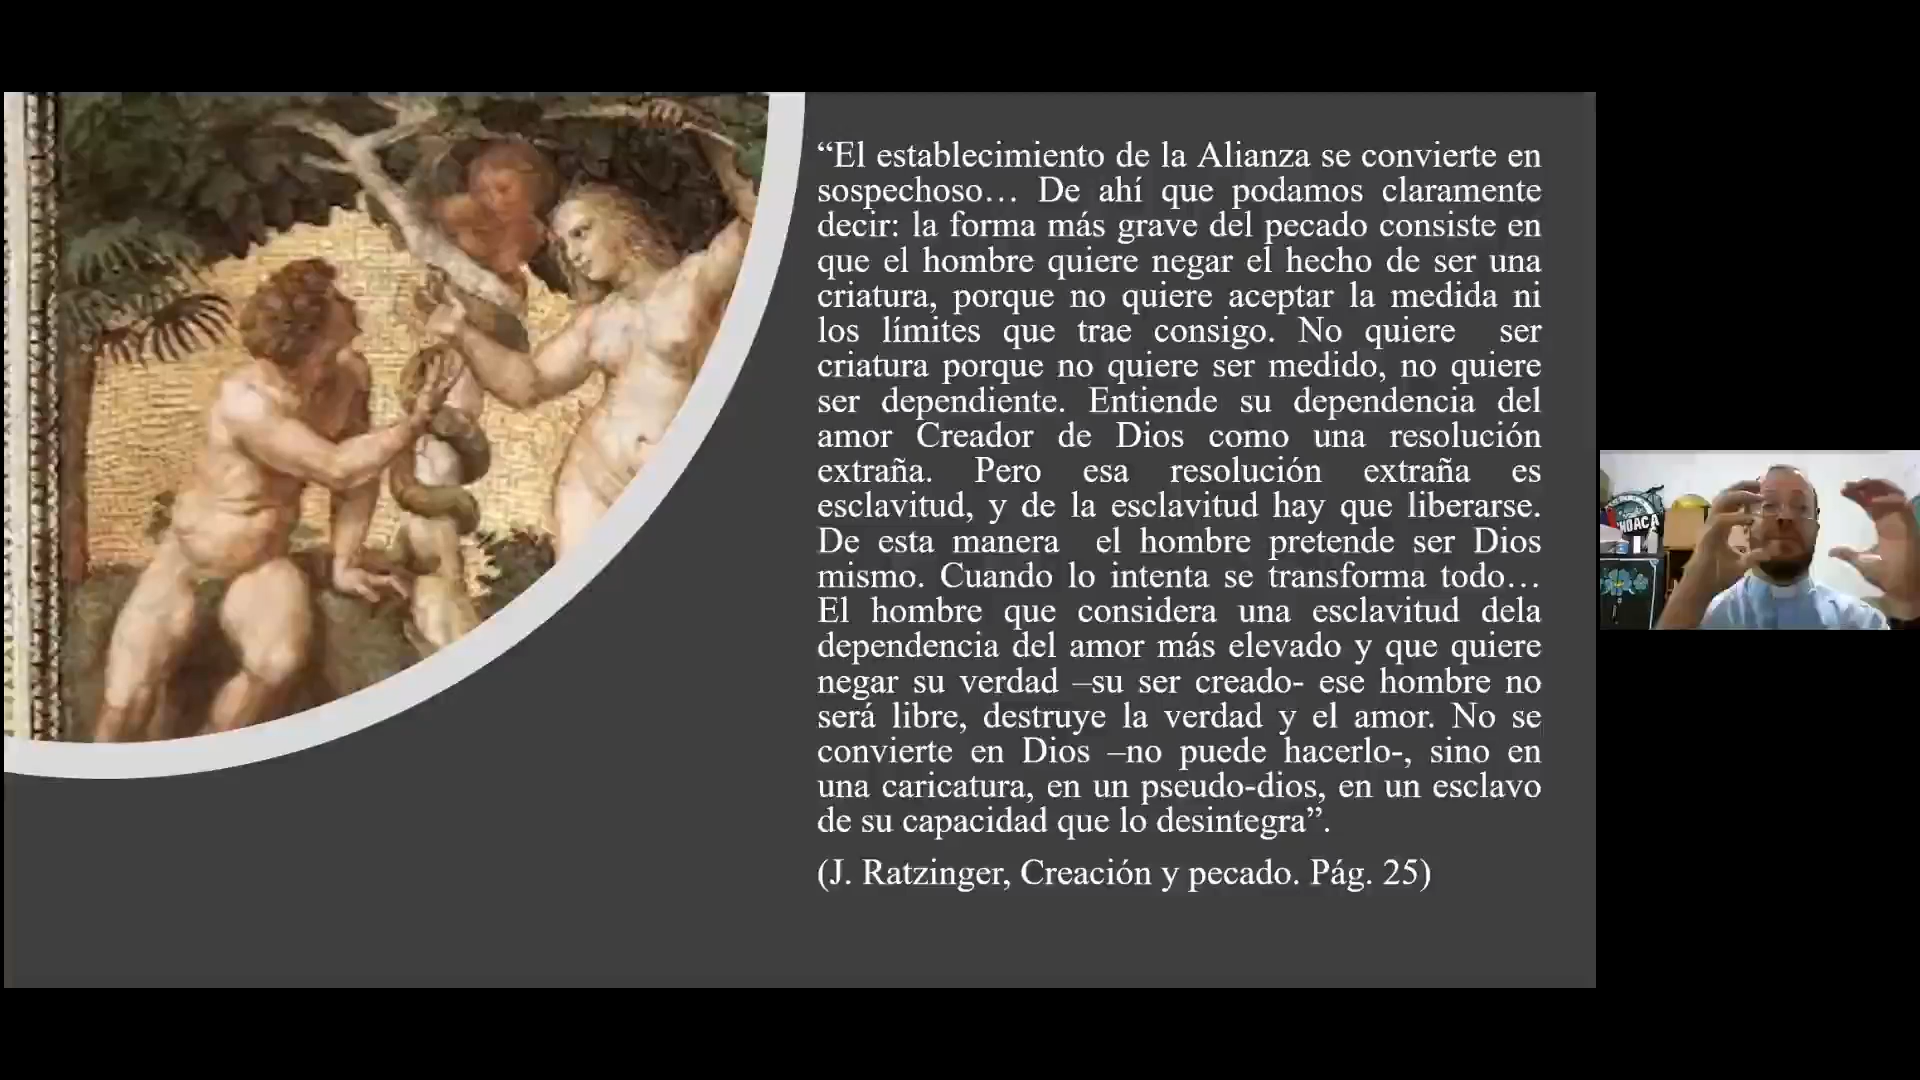 “El establecimiento de la Alianza se convierte en
sospechoso… De ahí que podamos claramente
decir: la forma más grave del pecado consiste en
que el hombre quiere negar el hecho de ser una
criatura, porque no quiere aceptar la medida ni
los límites que trae consigo. No quiere ser
criatura porque no quiere ser medido, no quiere
ser dependiente. Entiende su dependencia del
amor Creador de Dios como una resolución
extraña. Pero esa resolución extraña es
esclavitud, y de la esclavitud hay que liberarse.
De esta manera el hombre pretende ser Dios
mismo. Cuando lo intenta se transforma todo…
El hombre que considera una esclavitud dela
dependencia del amor más elevado y que quiere
negar su verdad –su ser creado- ese hombre no
será libre, destruye la verdad y el amor. No se
convierte en Dios –no puede hacerlo-, sino en
una caricatura, en un pseudo-dios, en un esclavo
de su capacidad que lo desintegra”.
(J. Ratzinger, Creación y pecado. Pág. 25)